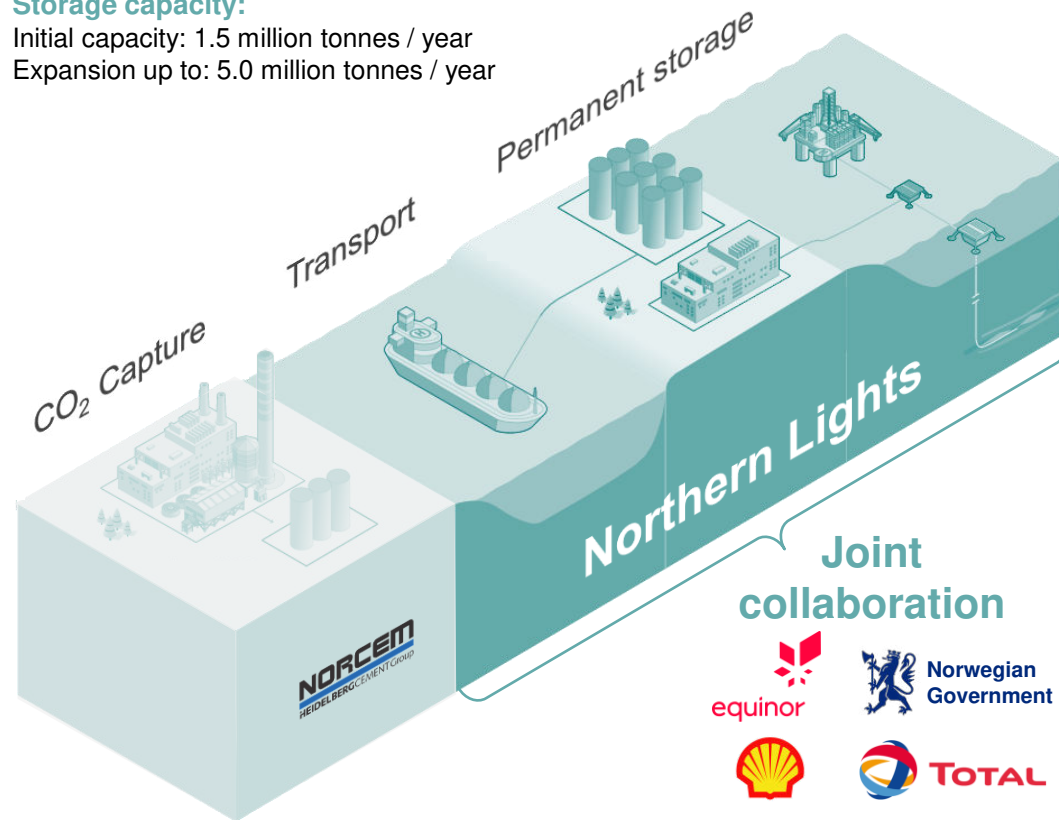 Storage capacity:
Initial capacity: 1.5 million tonnes / year
Expansion up to: 5.0 million tonnes / year
Permanent storage
Transport
CO₂ Capture
Northern Lights
Joint
collaboration
NORCEM
HEIDELBERGCEMENT Group
equinor
Norwegian
Government
TOTAL